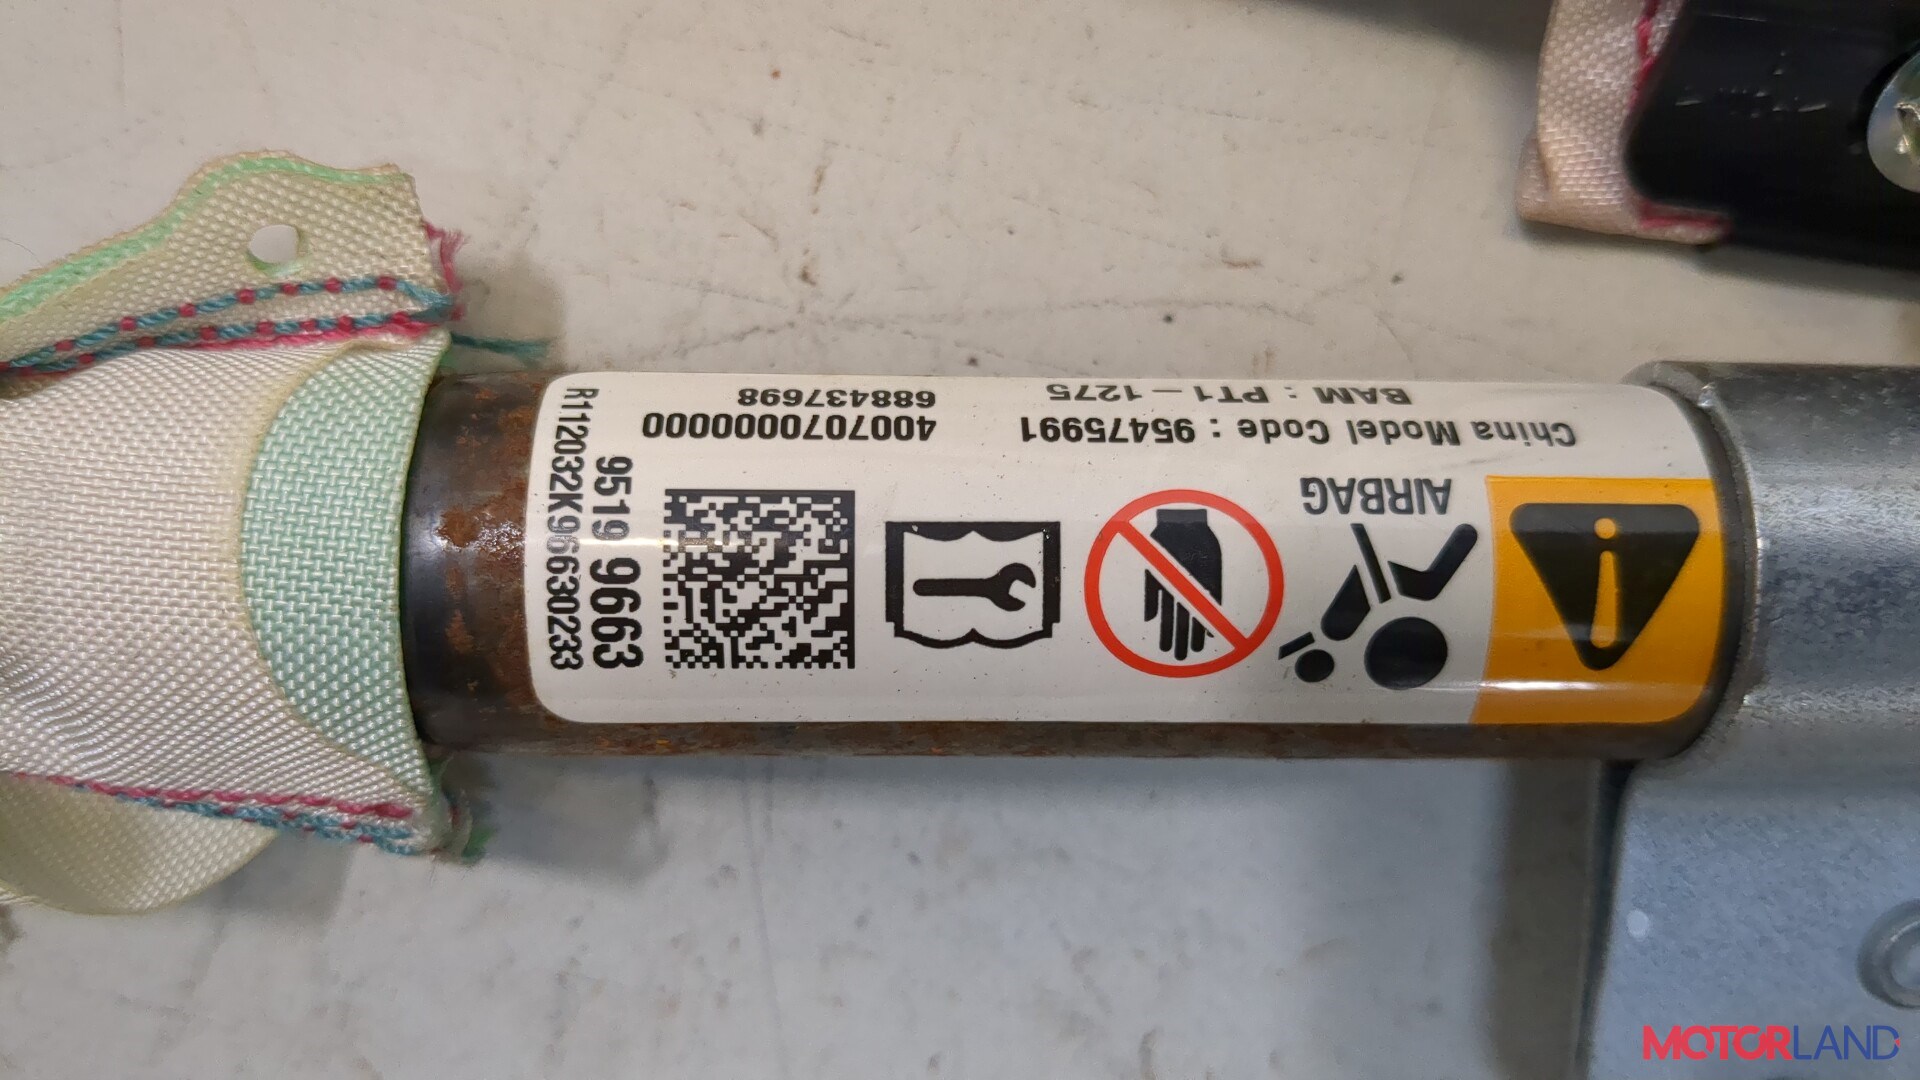 AIRBAG
China Model Code : 95475991
BAM : PT1-1275
400707000000
688437698
9519 9663
R112032K96630233
MOTORLAND